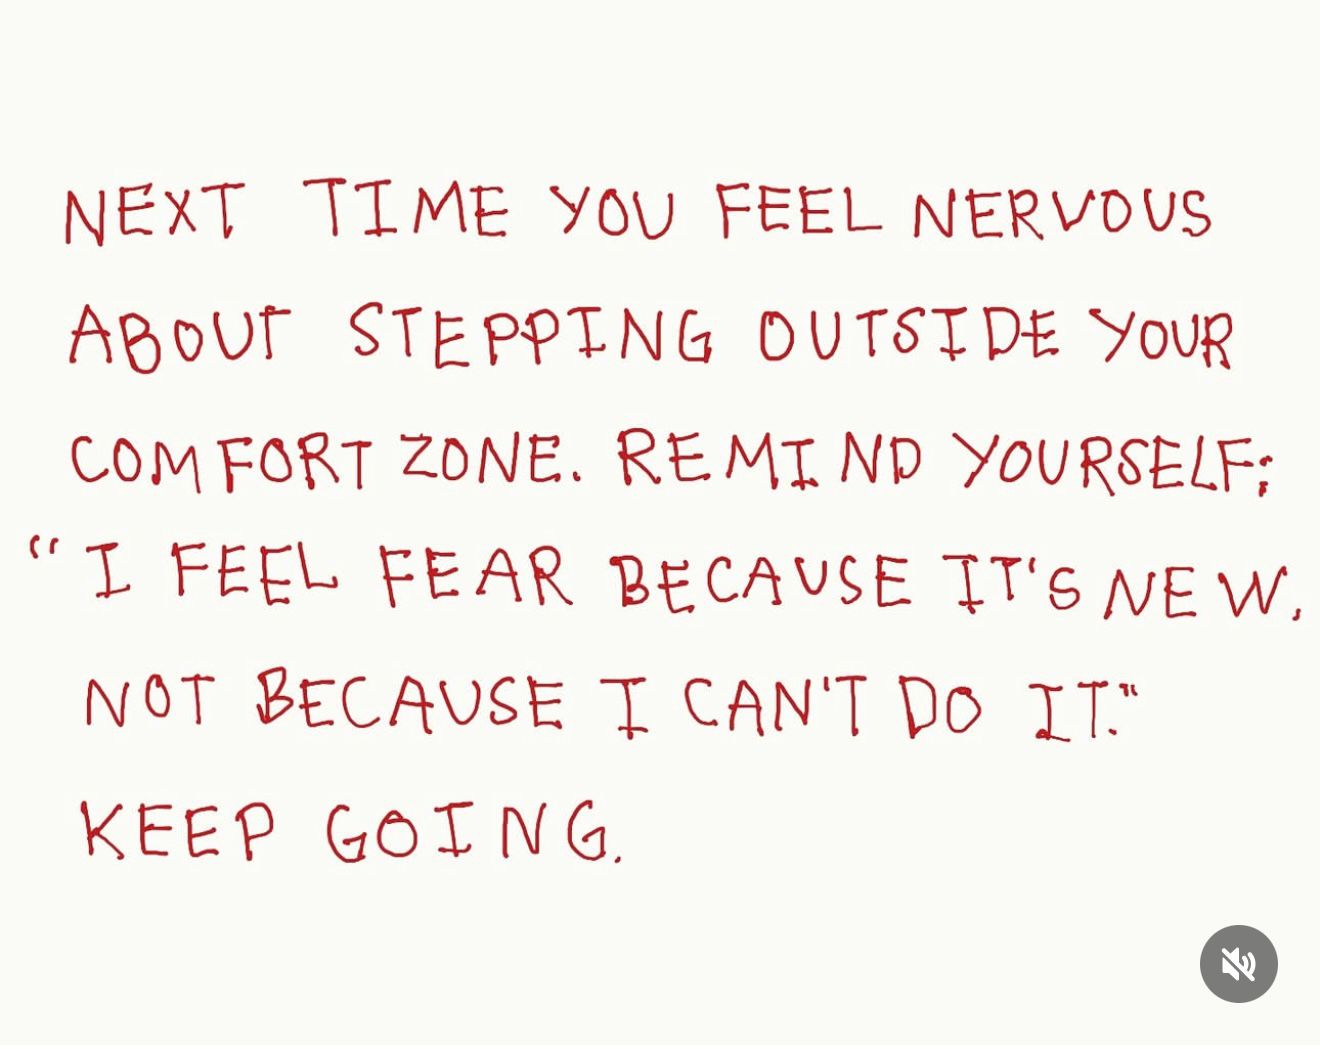 NEXT TIME YOU FEEL NERVOUS
ABOUT STEPPING OUTSIDE YOUR
COMFORT ZONE. REMIND YOURSELF:
"I FEEL FEAR BECAUSE IT'S NEW,
NOT BECAUSE I CAN'T DO IT."
KEEP GOING.